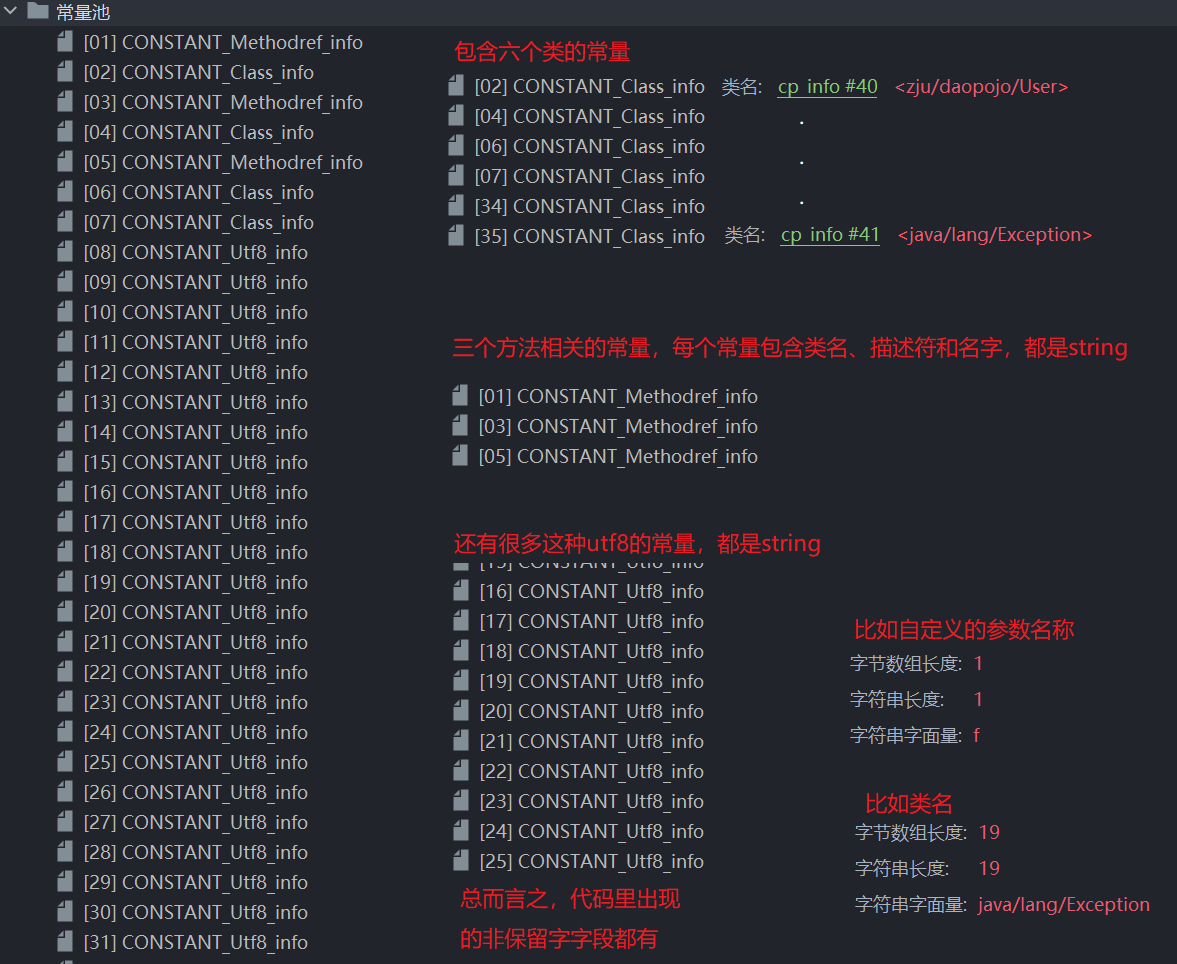 常量池
[01] CONSTANT_Methodref_info
[02] CONSTANT_Class_info
[03] CONSTANT_Methodref_info
[04] CONSTANT_Class_info
[05] CONSTANT_Methodref_info
[06] CONSTANT_Class_info
[07] CONSTANT_Class_info
[08] CONSTANT_Utf8_info
[09] CONSTANT_Utf8_info
[10] CONSTANT_Utf8_info
[11] CONSTANT_Utf8_info
[12] CONSTANT_Utf8_info
[13] CONSTANT_Utf8_info
[14] CONSTANT_Utf8_info
[15] CONSTANT_Utf8_info
[16] CONSTANT_Utf8_info
[17] CONSTANT_Utf8_info
[18] CONSTANT_Utf8_info
[19] CONSTANT_Utf8_info
[20] CONSTANT_Utf8_info
[21] CONSTANT_Utf8_info
[22] CONSTANT_Utf8_info
[23] CONSTANT_Utf8_info
[24] CONSTANT_Utf8_info
[25] CONSTANT_Utf8_info
[26] CONSTANT_Utf8_info
[27] CONSTANT_Utf8_info
[28] CONSTANT_Utf8_info
[29] CONSTANT_Utf8_info
[30] CONSTANT_Utf8_info
[31] CONSTANT_Utf8_info
包含六个类的常量
[02] CONSTANT_Class_info 类名: cp_info #40 <zju/daopojo/User>
[04] CONSTANT_Class_info .
[06] CONSTANT_Class_info .
[07] CONSTANT_Class_info
[34] CONSTANT_Class_info .
[35] CONSTANT_Class_info 类名: cp_info #41 <java/lang/Exception>
三个方法相关的常量，每个常量包含类名、描述符和名字，都是string
[01] CONSTANT_Methodref_info
[03] CONSTANT_Methodref_info
[05] CONSTANT_Methodref_info
还有很多这种utf8的常量，都是string
[15] CONSTANT_Utf8_info
[16] CONSTANT_Utf8_info
[17] CONSTANT_Utf8_info
[18] CONSTANT_Utf8_info
[19] CONSTANT_Utf8_info
[20] CONSTANT_Utf8_info
[21] CONSTANT_Utf8_info
[22] CONSTANT_Utf8_info
[23] CONSTANT_Utf8_info
[24] CONSTANT_Utf8_info
[25] CONSTANT_Utf8_info
总而言之，代码里出现
的非保留字字段都有
比如自定义的参数名称
字节数组长度: 1
字符串长度: 1
字符串字面量: f
比如类名
字节数组长度: 19
字符串长度: 19
字符串字面量: java/lang/Exception